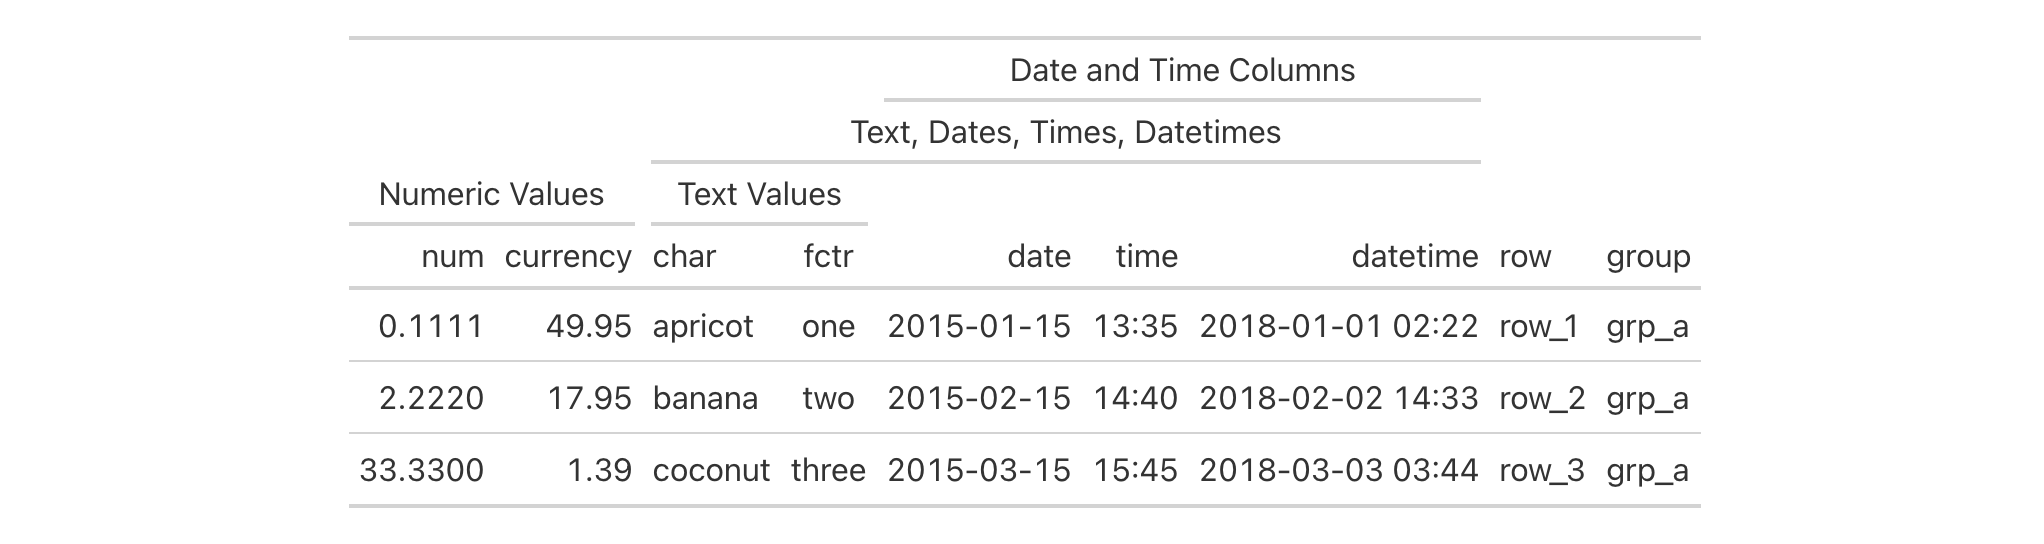 Date and Time Columns
Text, Dates, Times, Datetimes
Numeric Values Text Values
num currency char fctr date time datetime row group
0.1111 49.95 apricot one 2015-01-15 13:35 2018-01-01 02:22 row_1 grp_a
2.2220 17.95 banana two 2015-02-15 14:40 2018-02-02 14:33 row_2 grp_a
33.3300 1.39 coconut three 2015-03-15 15:45 2018-03-03 03:44 row_3 grp_a